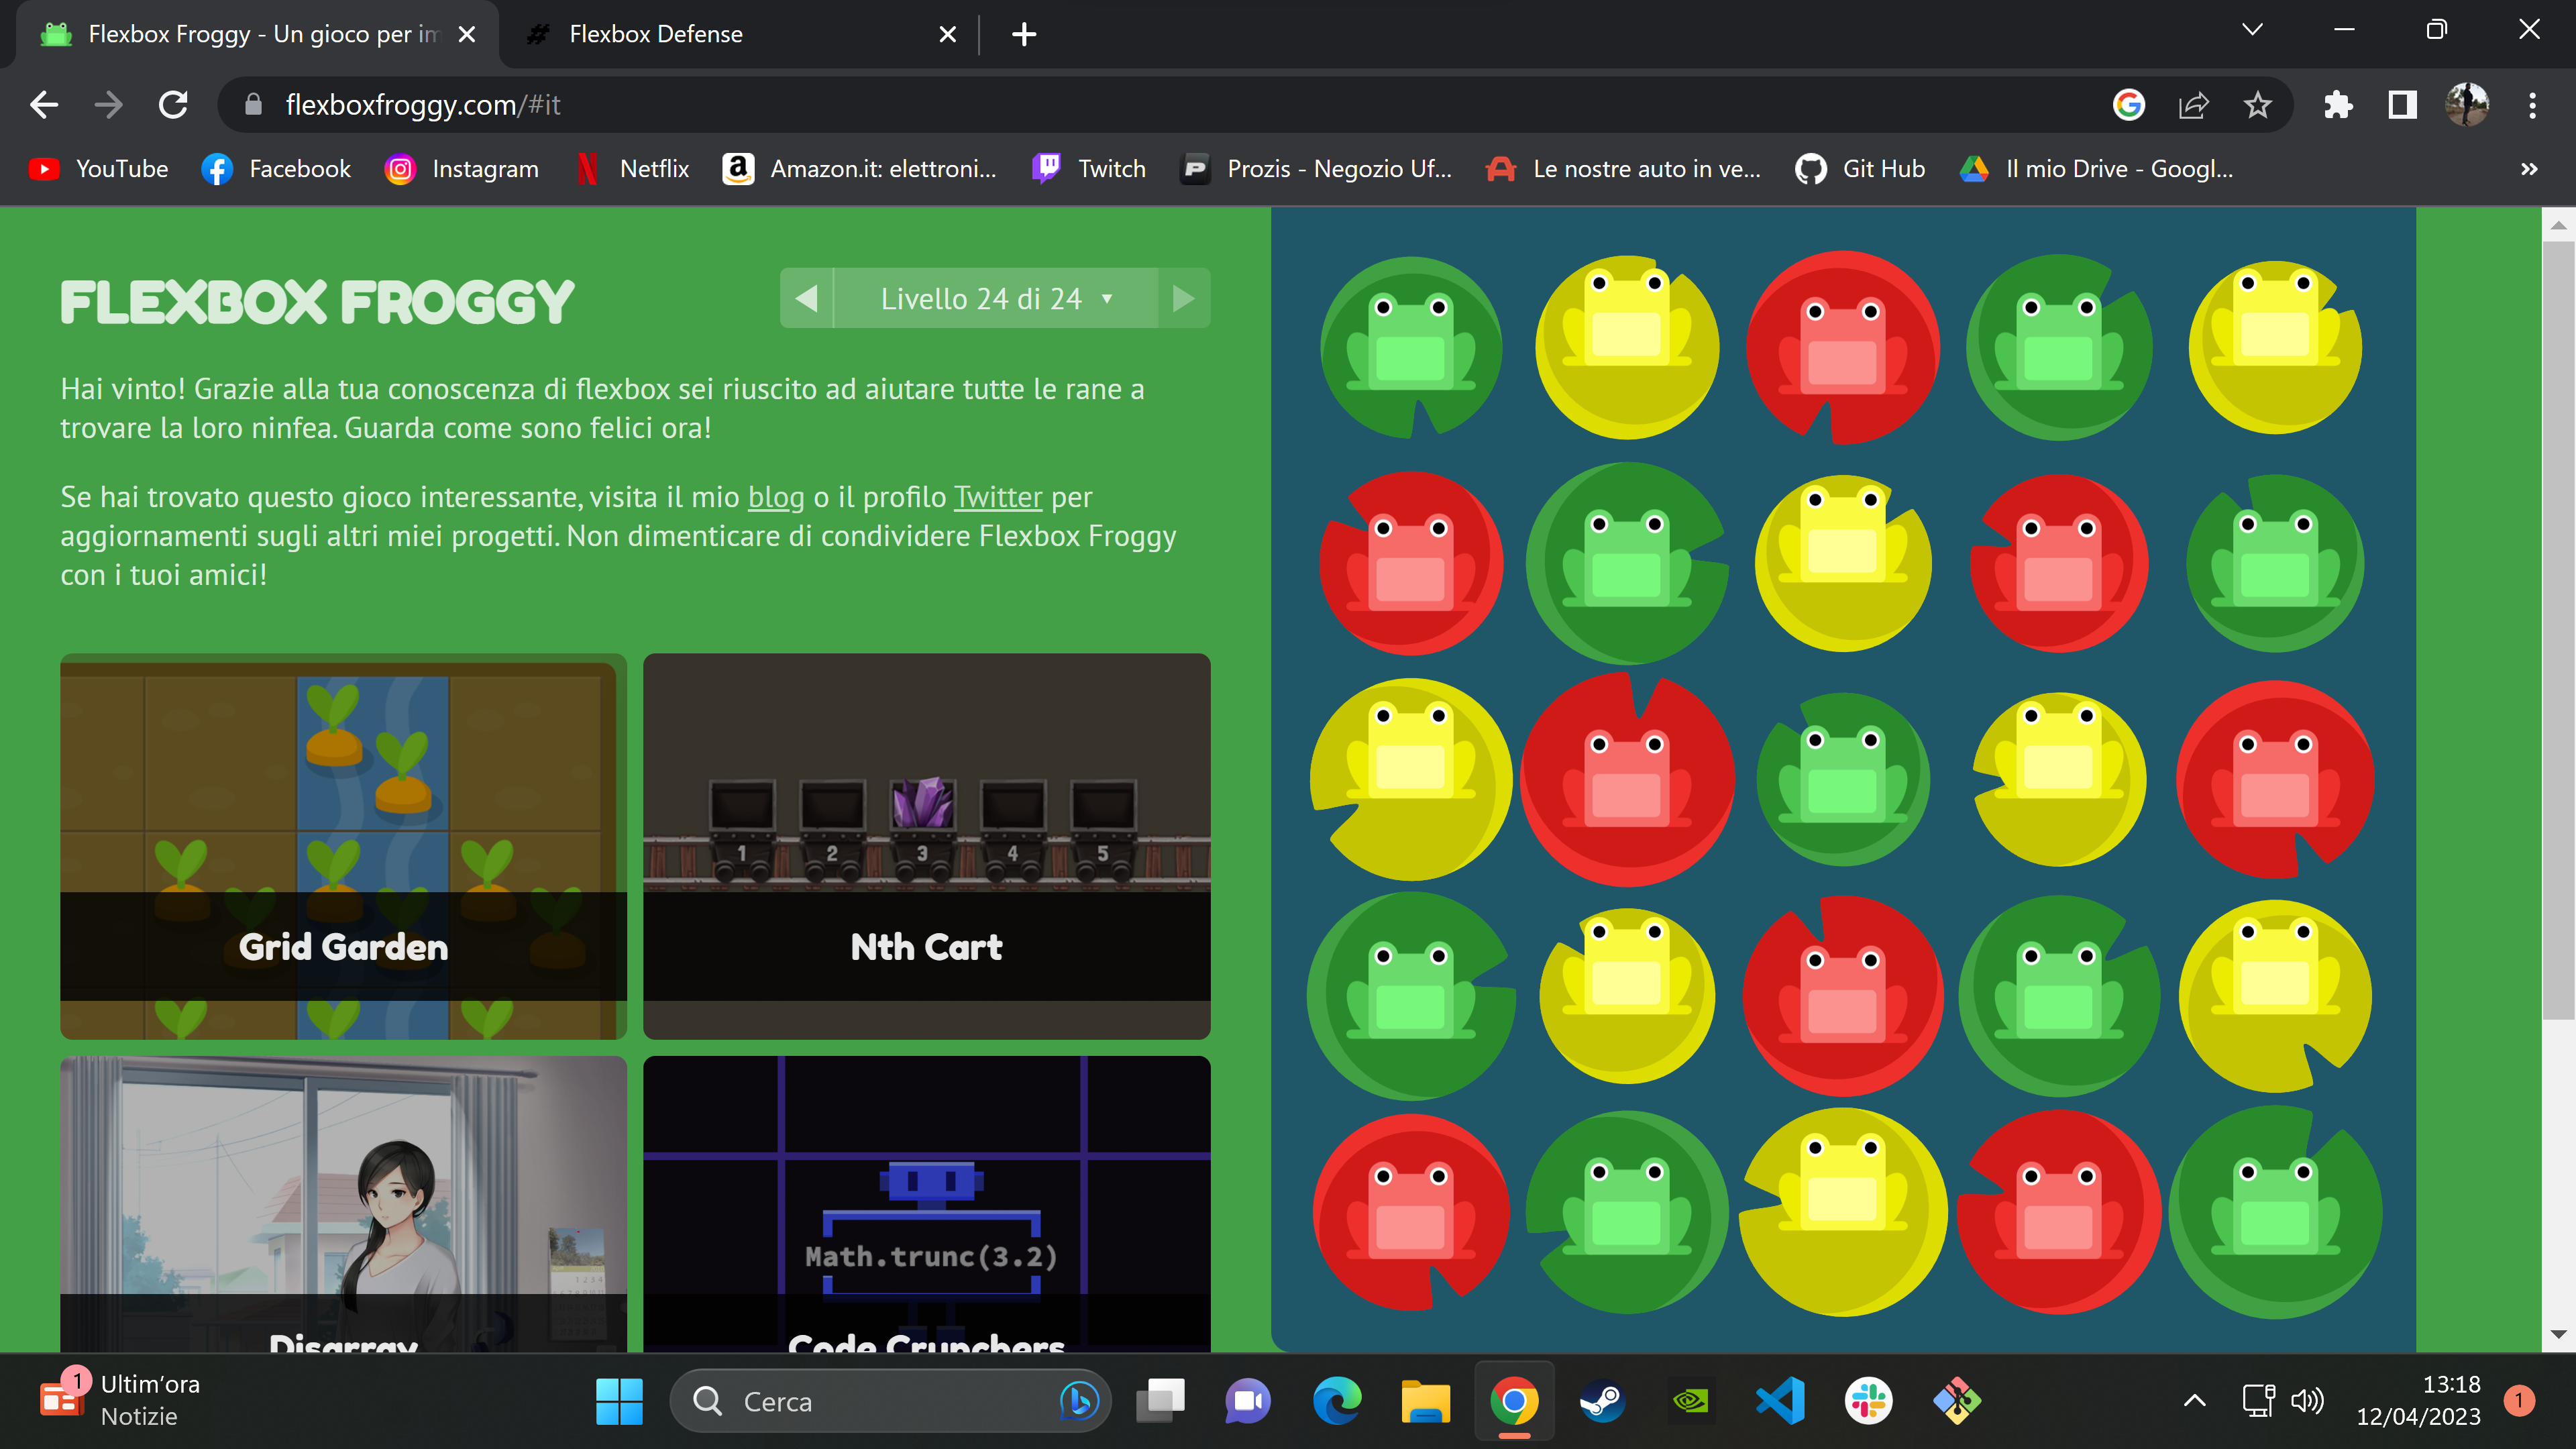 Flexbox Froggy - Un gioco per im
Flexbox Defense
flexboxfroggy.com/#it
YouTube
Facebook
Instagram
Netflix
Amazon.it: elettroni...
Twitch
Prozis - Negozio Uf...
Le nostre auto in ve...
Git Hub
Il mio Drive - Googl...
FLEXBOX FROGGY
Livello 24 di 24
Hai vinto! Grazie alla tua conoscenza di flexbox sei riuscito ad aiutare tutte le rane a
trovare la loro ninfea. Guarda come sono felici ora!
Se hai trovato questo gioco interessante, visita il mio blog o il profilo Twitter per
aggiornamenti sugli altri miei progetti. Non dimenticare di condividere Flexbox Froggy
con i tuoi amici!
1 2 3 4 5
Grid Garden
Nth Cart
Math.trunc(3.2)
Disarray
Code Crunchers
1
Ultim'ora
Notizie
Cerca
13:18
12/04/2023
1